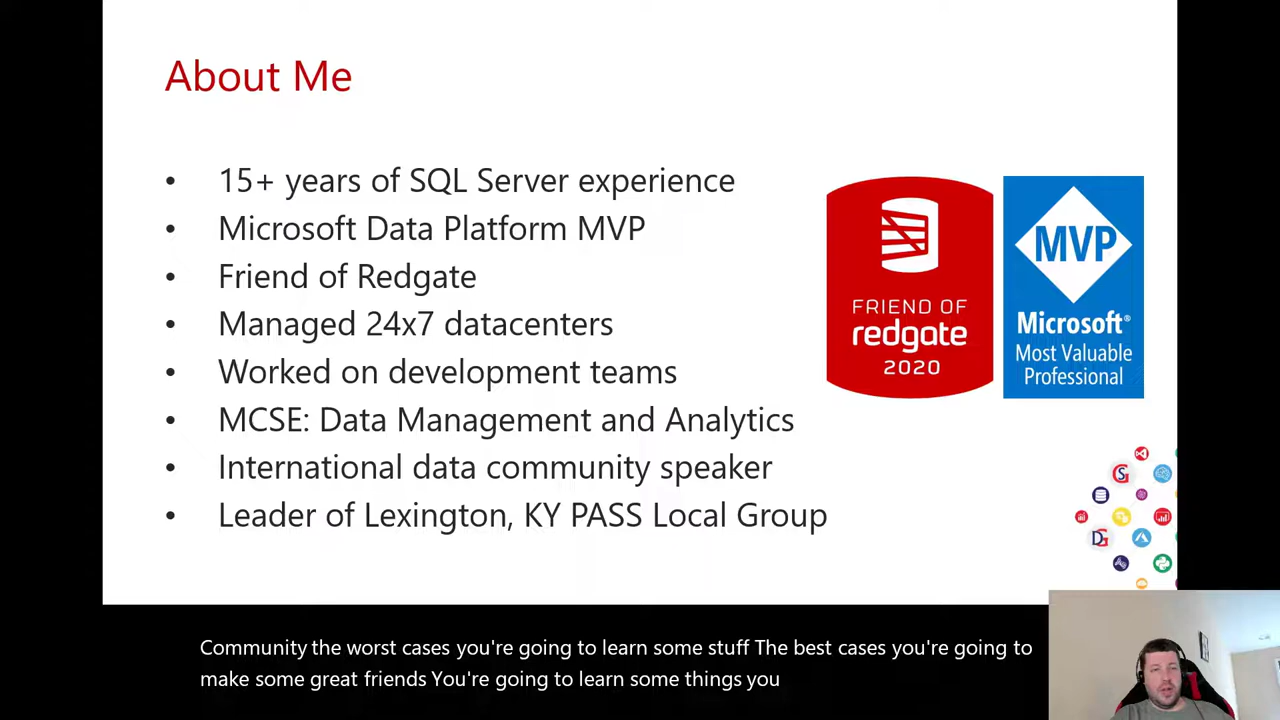 About Me
• 15+ years of SQL Server experience
• Microsoft Data Platform MVP
• Friend of Redgate
• Managed 24x7 datacenters
• Worked on development teams
• MCSE: Data Management and Analytics
• International data community speaker
• Leader of Lexington, KY PASS Local Group
FRIEND OF
redgate
2020
MVP
Microsoft®
Most Valuable
Professional
Community the worst cases you're going to learn some stuff The best cases you're going to
make some great friends You're going to learn some things you